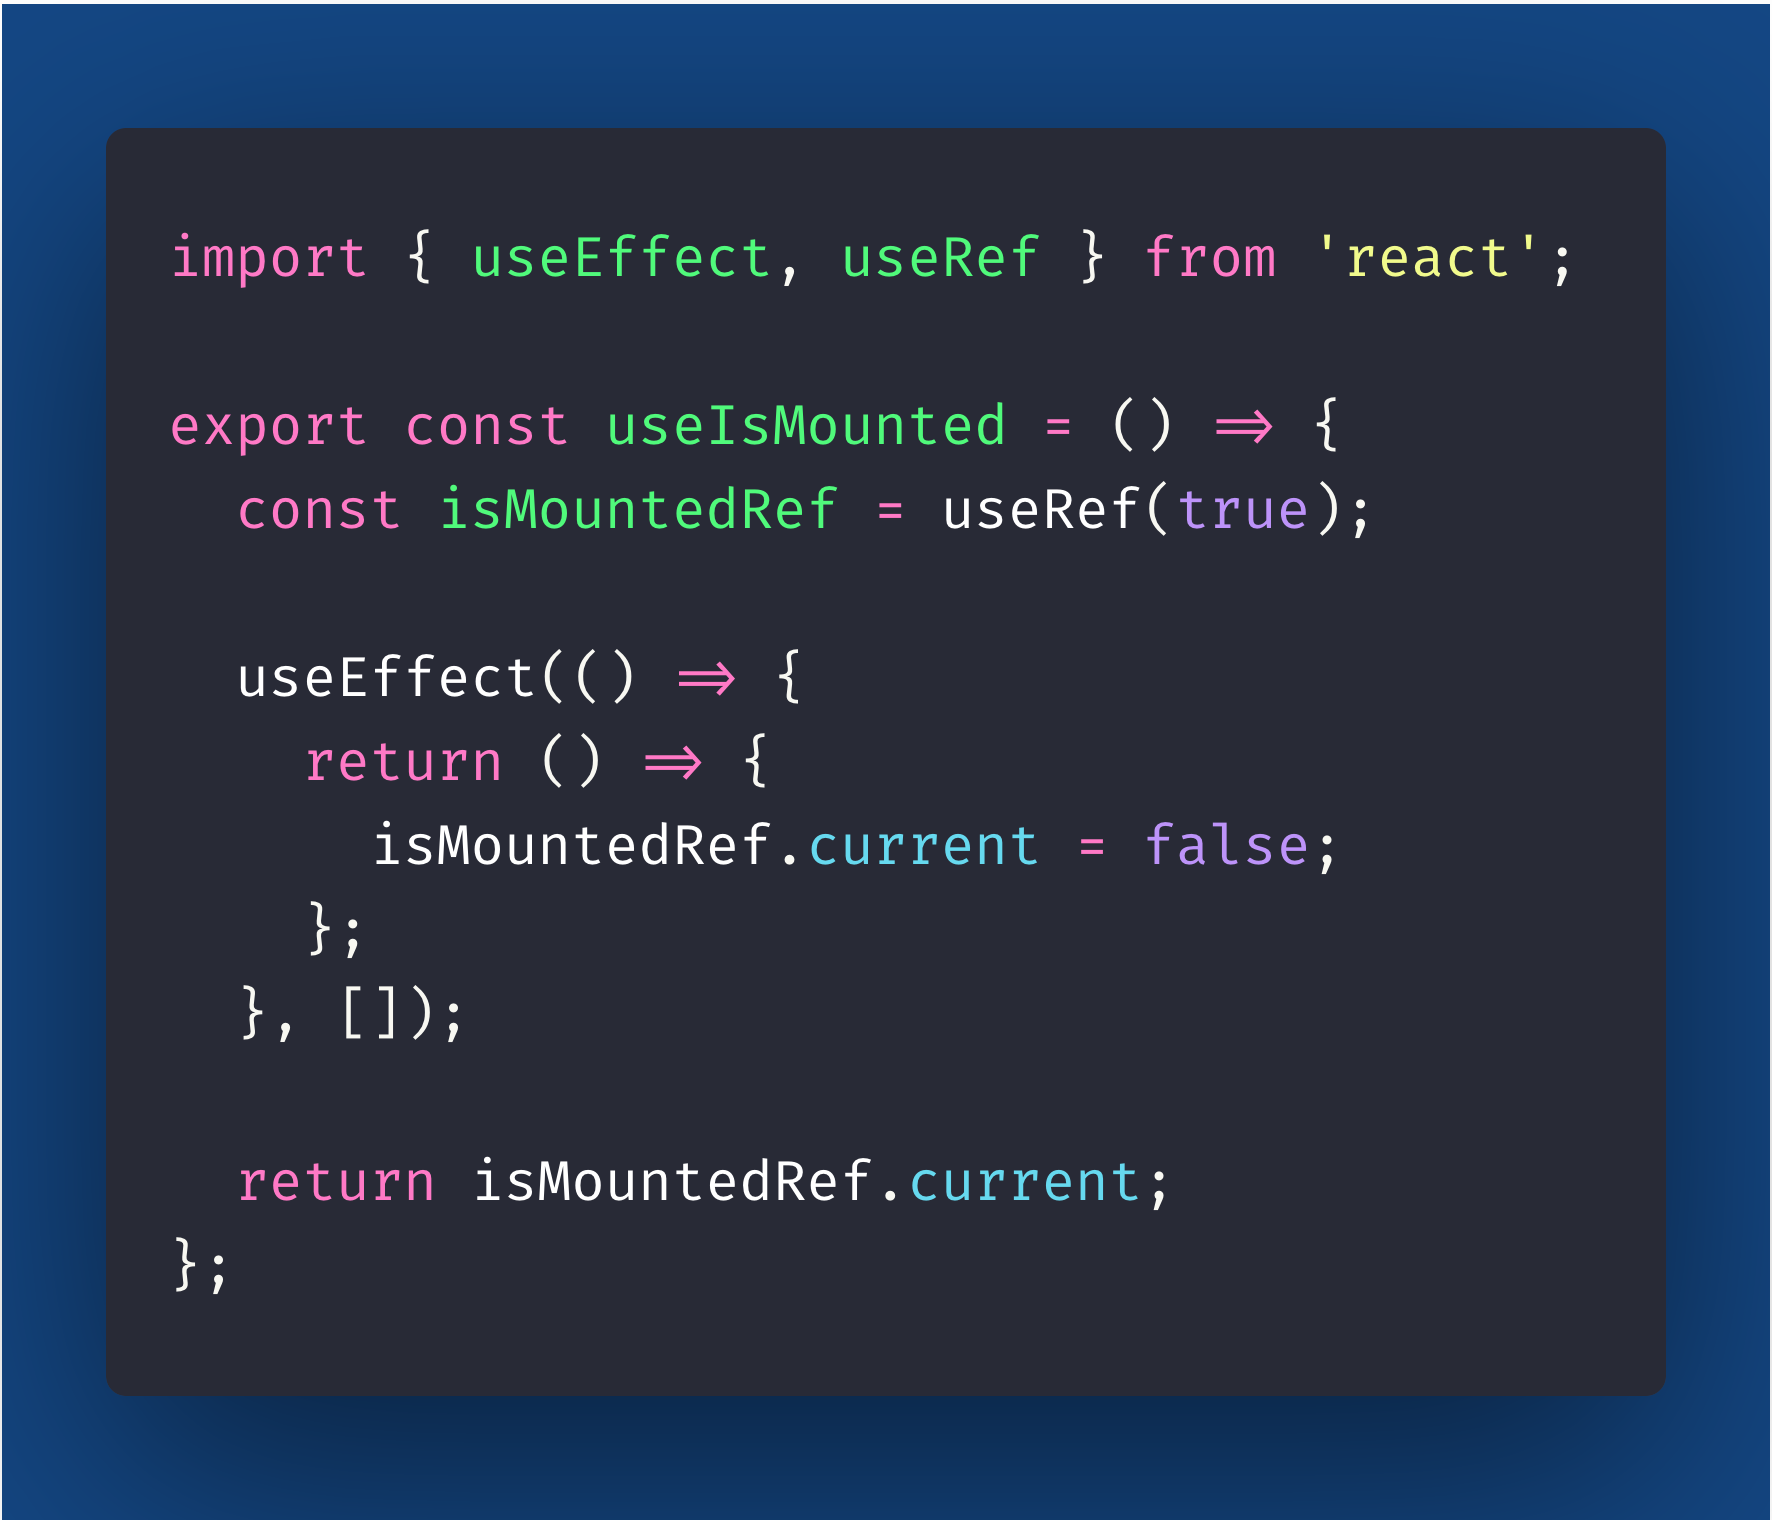 import { useEffect, useRef } from 'react';
export const useIsMounted = () => {
const isMountedRef = useRef(true);
useEffect(() => {
return () => {
isMountedRef.current = false;
};
}, []);
return isMountedRef.current;
};